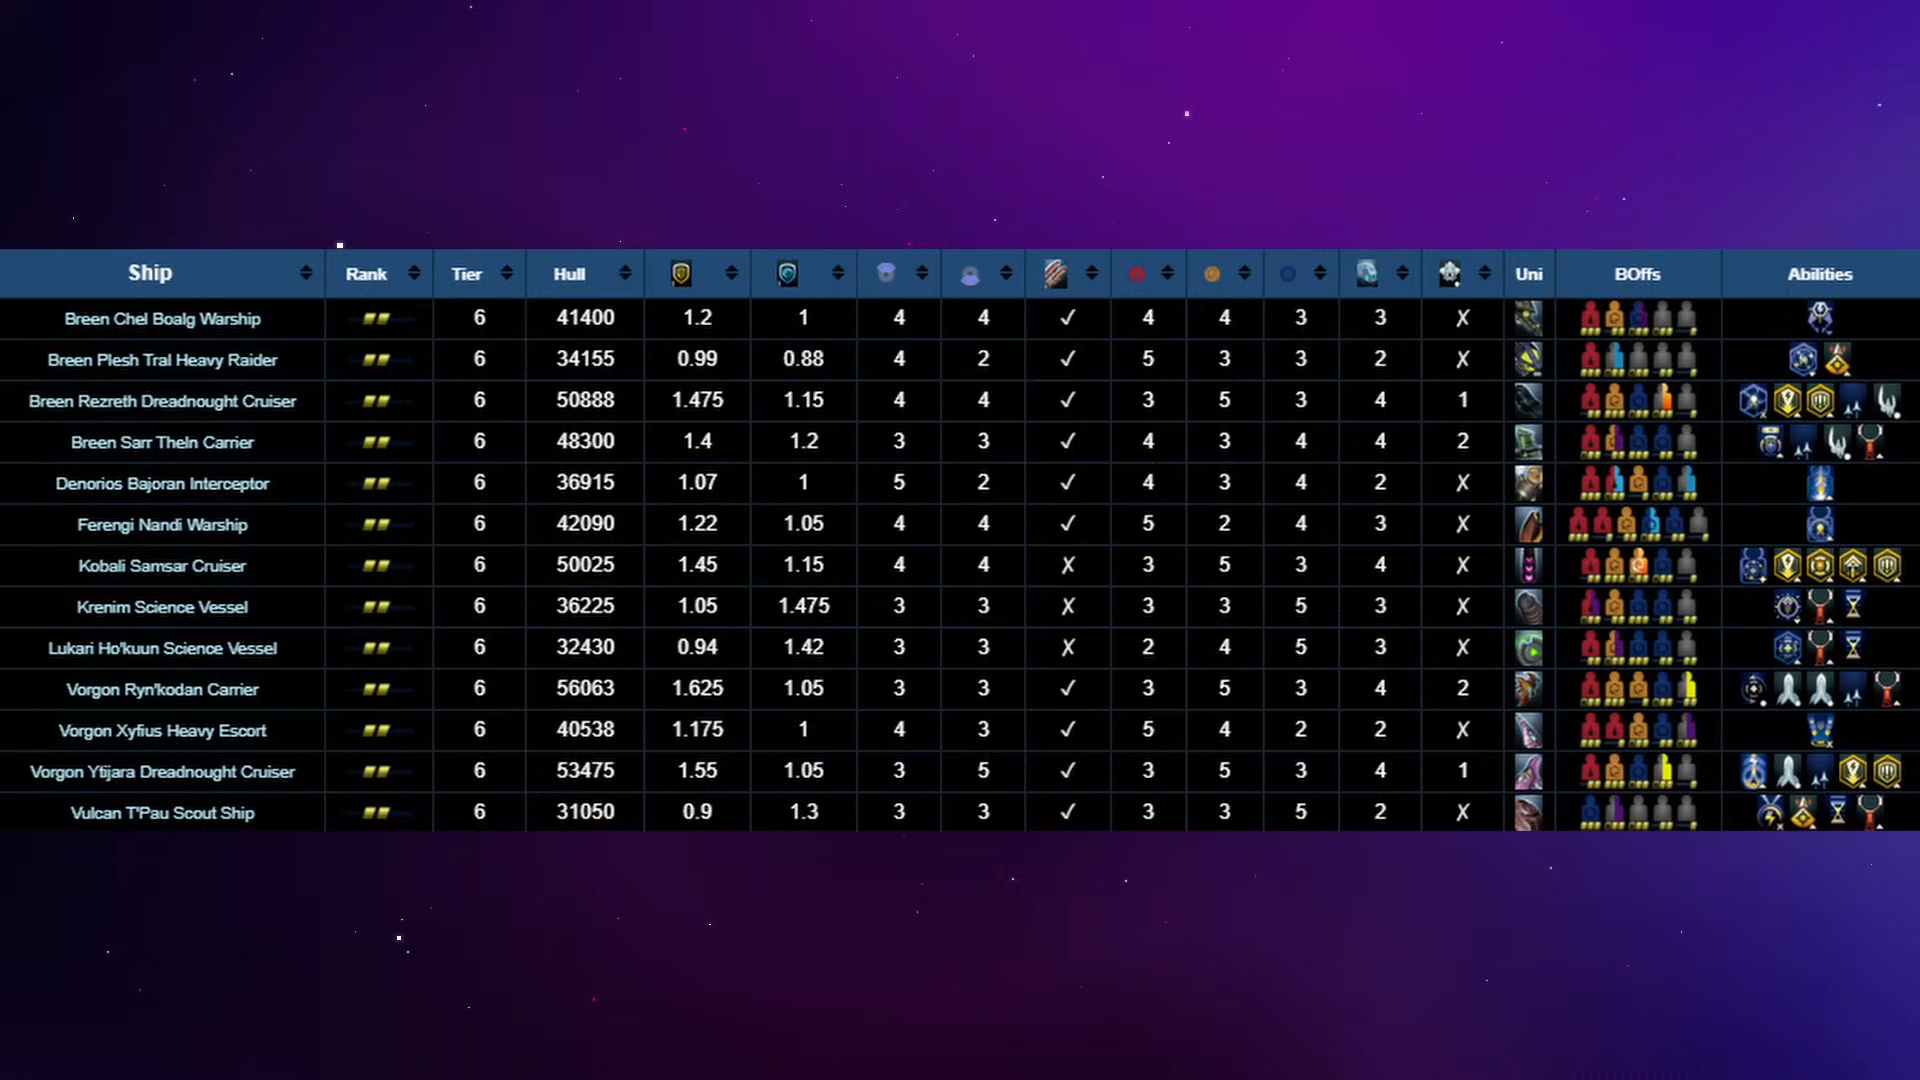 Ship Rank Tier Hull Uni BOffs Abilities
Breen Chel Boalg Warship 6 41400 1.2 1 4 4 ✓ 4 4 3 3 ✗
Breen Plesh Tral Heavy Raider 6 34155 0.99 0.88 4 2 ✓ 5 3 3 2 ✗
Breen Rezreth Dreadnought Cruiser 6 50888 1.475 1.15 4 4 ✓ 3 5 3 4 1
Breen Sarr Theln Carrier 6 48300 1.4 1.2 3 3 ✓ 4 3 4 4 2
Denorios Bajoran Interceptor 6 36915 1.07 1 5 2 ✓ 4 3 4 2 ✗
Ferengi Nandi Warship 6 42090 1.22 1.05 4 4 ✓ 5 2 4 3 ✗
Kobali Samsar Cruiser 6 50025 1.45 1.15 4 4 ✗ 3 5 3 4 ✗
Krenim Science Vessel 6 36225 1.05 1.475 3 3 ✗ 3 3 5 3 ✗
Lukari Ho'kuun Science Vessel 6 32430 0.94 1.42 3 3 ✗ 2 4 5 3 ✗
Vorgon Ryn'kodan Carrier 6 56063 1.625 1.05 3 3 ✓ 3 5 3 4 2
Vorgon Xyfius Heavy Escort 6 40538 1.175 1 4 3 ✓ 5 4 2 2 ✗
Vorgon Ytijara Dreadnought Cruiser 6 53475 1.55 1.05 3 5 ✓ 3 5 3 4 1
Vulcan T'Pau Scout Ship 6 31050 0.9 1.3 3 3 ✓ 3 3 5 2 ✗